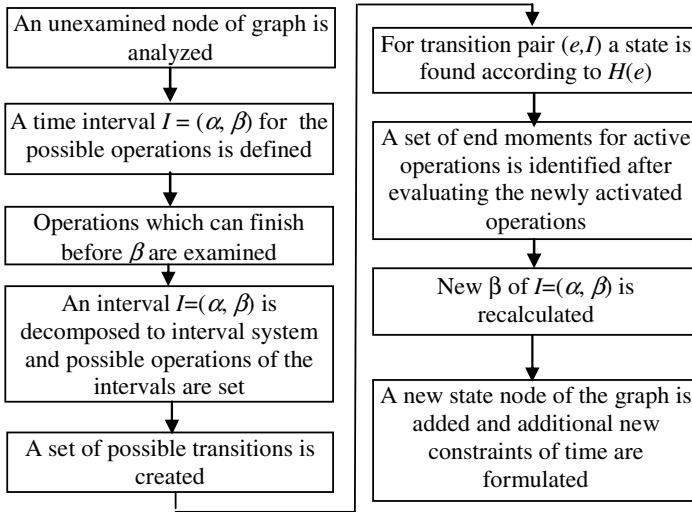 An unexamined node of graph is
analyzed
A time interval I = (α, β) for the
possible operations is defined
Operations which can finish
before β are examined
An interval I=(α, β) is
decomposed to interval system
and possible operations of the
intervals are set
A set of possible transitions is
created
For transition pair (e,I) a state is
found according to H(e)
A set of end moments for active
operations is identified after
evaluating the newly activated
operations
New β of I=(α, β) is
recalculated
A new state node of the graph is
added and additional new
constraints of time are
formulated